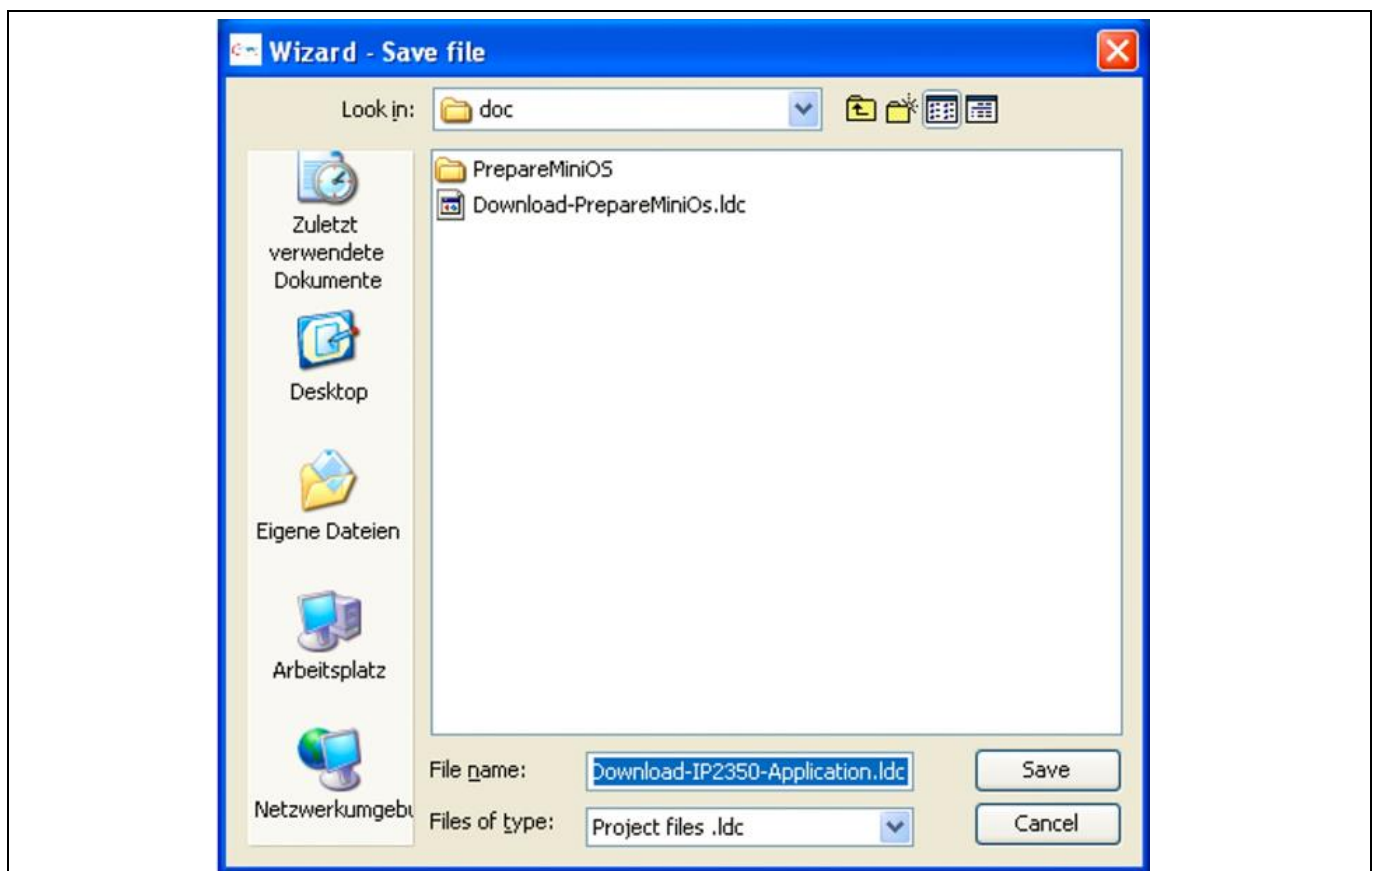 Wizard - Save file
Look in:
doc
PrepareMiniOS
Download-PrepareMiniOs.ldc
Zuletzt
verwendete
Dokumente
Desktop
Eigene Dateien
Arbeitsplatz
Netzwerkumgebu
File name:
Download-IP2350-Application.ldc
Save
Files of type:
Project files .ldc
Cancel